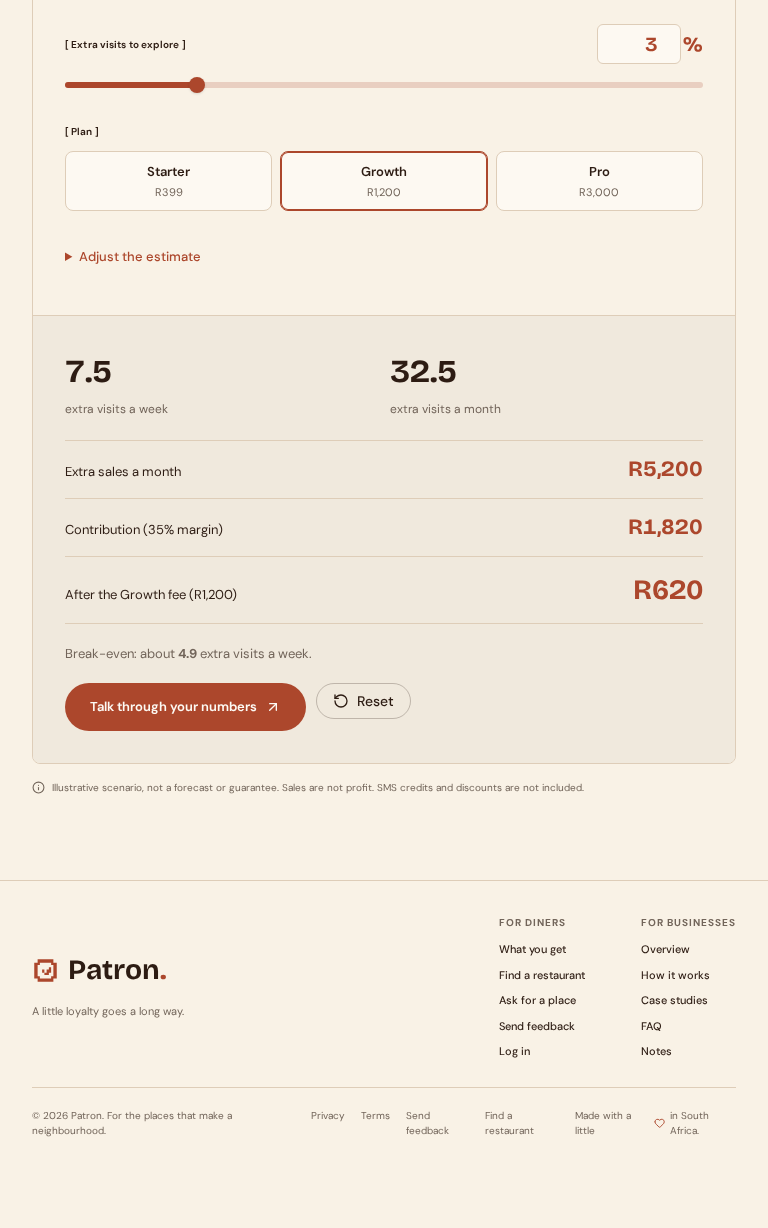 [ Extra visits to explore ]
3 %
[ Plan ]
Starter
R399
Growth
R1,200
Pro
R3,000
Adjust the estimate
7.5
extra visits a week
32.5
extra visits a month
Extra sales a month
R5,200
Contribution (35% margin)
R1,820
After the Growth fee (R1,200)
R620
Break-even: about 4.9 extra visits a week.
Talk through your numbers
Reset
Illustrative scenario, not a forecast or guarantee. Sales are not profit. SMS credits and discounts are not included.
Patron.
A little loyalty goes a long way.
FOR DINERS
What you get
Find a restaurant
Ask for a place
Send feedback
Log in
FOR BUSINESSES
Overview
How it works
Case studies
FAQ
Notes
© 2026 Patron. For the places that make a
neighbourhood.
Privacy
Terms
Send
feedback
Find a
restaurant
Made with a
little
in South
Africa.